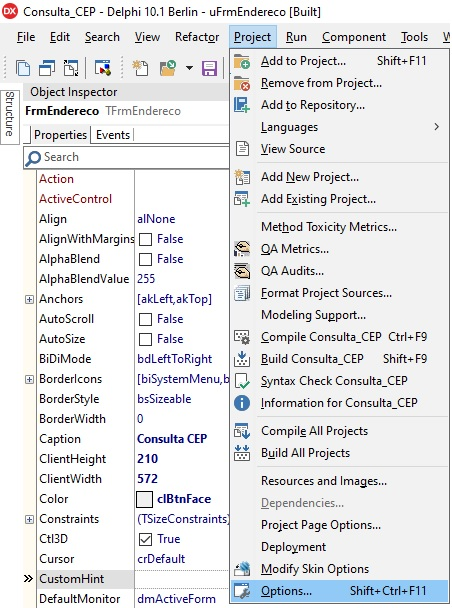 Consulta_CEP - Delphi 10.1 Berlin - uFrmEndereco [Built]
File Edit Search View Refactor Project Run Component Tools W
Structure
Object Inspector
FrmEndereco TFrmEndereco
Properties Events
Search
Action
ActiveControl
Align alNone
AlignWithMargins False
AlphaBlend False
AlphaBlendValue 255
Anchors [akLeft,akTop]
AutoScroll False
AutoSize False
BiDiMode bdLeftToRight
BorderIcons [biSystemMenu,b
BorderStyle bsSizeable
BorderWidth 0
Caption Consulta CEP
ClientHeight 210
ClientWidth 572
Color clBtnFace
Constraints (TSizeConstraints)
Ctl3D True
Cursor crDefault
CustomHint
DefaultMonitor dmActiveForm
Add to Project... Shift+F11
Remove from Project...
Add to Repository...
Languages
View Source
Add New Project...
Add Existing Project...
Method Toxicity Metrics...
QA Metrics...
QA Audits...
Format Project Sources...
Modeling Support...
Compile Consulta_CEP Ctrl+F9
Build Consulta_CEP Shift+F9
Syntax Check Consulta_CEP
Information for Consulta_CEP
Compile All Projects
Build All Projects
Resources and Images...
Dependencies...
Project Page Options...
Deployment
Modify Skin Options
Options... Shift+Ctrl+F11